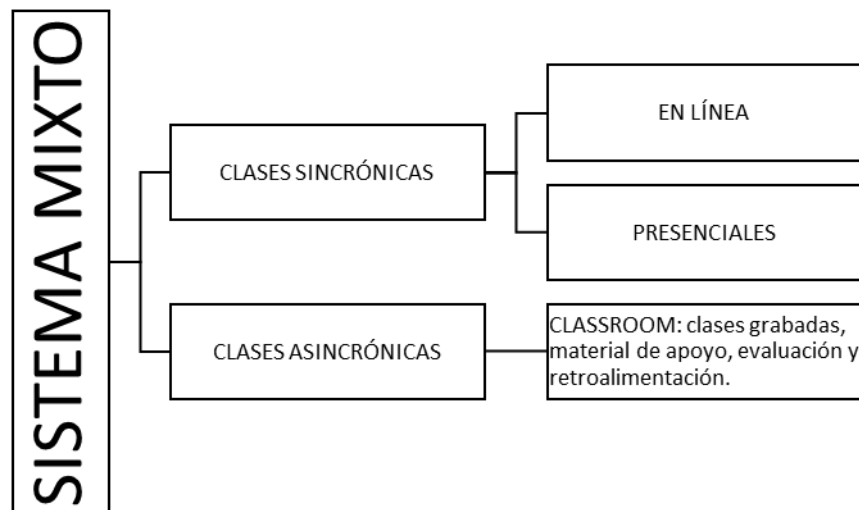 SISTEMA MIXTO
CLASES SINCRÓNICAS
EN LÍNEA
PRESENCIALES
CLASES ASINCRÓNICAS
CLASSROOM: clases grabadas,
material de apoyo, evaluación y
retroalimentación.